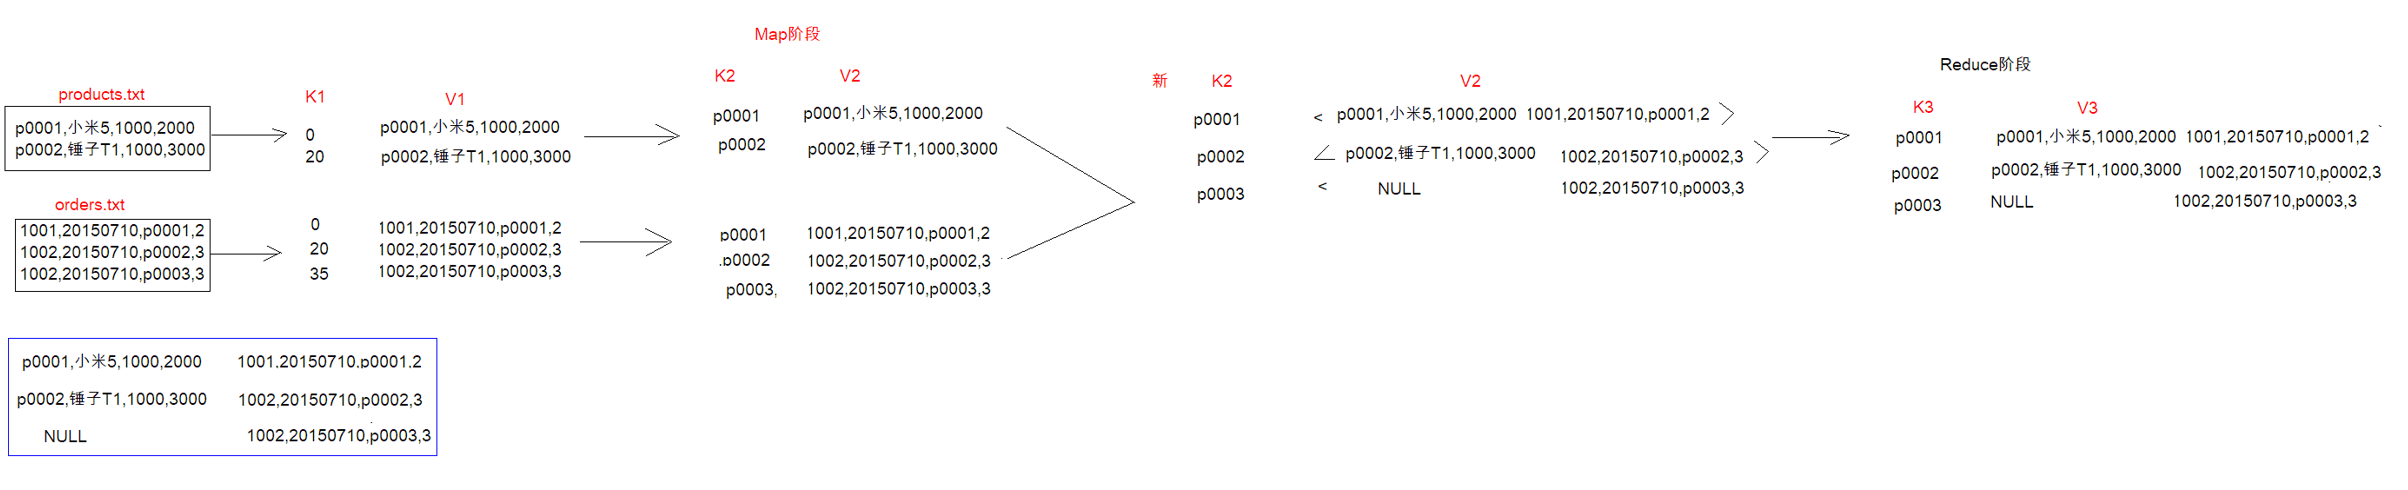 Map阶段
products.txt
p0001,小米5,1000,2000
p0002,锤子T1,1000,3000
orders.txt
1001,20150710,p0001,2
1002,20150710,p0002,3
1002,20150710,p0003,3
K1 V1
0 p0001,小米5,1000,2000
20 p0002,锤子T1,1000,3000
0 1001,20150710,p0001,2
20 1002,20150710,p0002,3
35 1002,20150710,p0003,3
K2 V2
p0001 p0001,小米5,1000,2000
p0002 p0002,锤子T1,1000,3000
p0001 1001,20150710,p0001,2
.p0002 1002,20150710,p0002,3
p0003, 1002,20150710,p0003,3
新 K2 V2
p0001 < p0001,小米5,1000,2000 1001,20150710,p0001,2 >
p0002 < p0002,锤子T1,1000,3000 1002,20150710,p0002,3 >
p0003 < NULL 1002,20150710,p0003,3
Reduce阶段
K3 V3
p0001 p0001,小米5,1000,2000 1001,20150710,p0001,2
p0002 p0002,锤子T1,1000,3000 1002,20150710,p0002,3
p0003 NULL 1002,20150710,p0003,3
p0001,小米5,1000,2000 1001,20150710,p0001,2
p0002,锤子T1,1000,3000 1002,20150710,p0002,3
NULL 1002,20150710,p0003,3